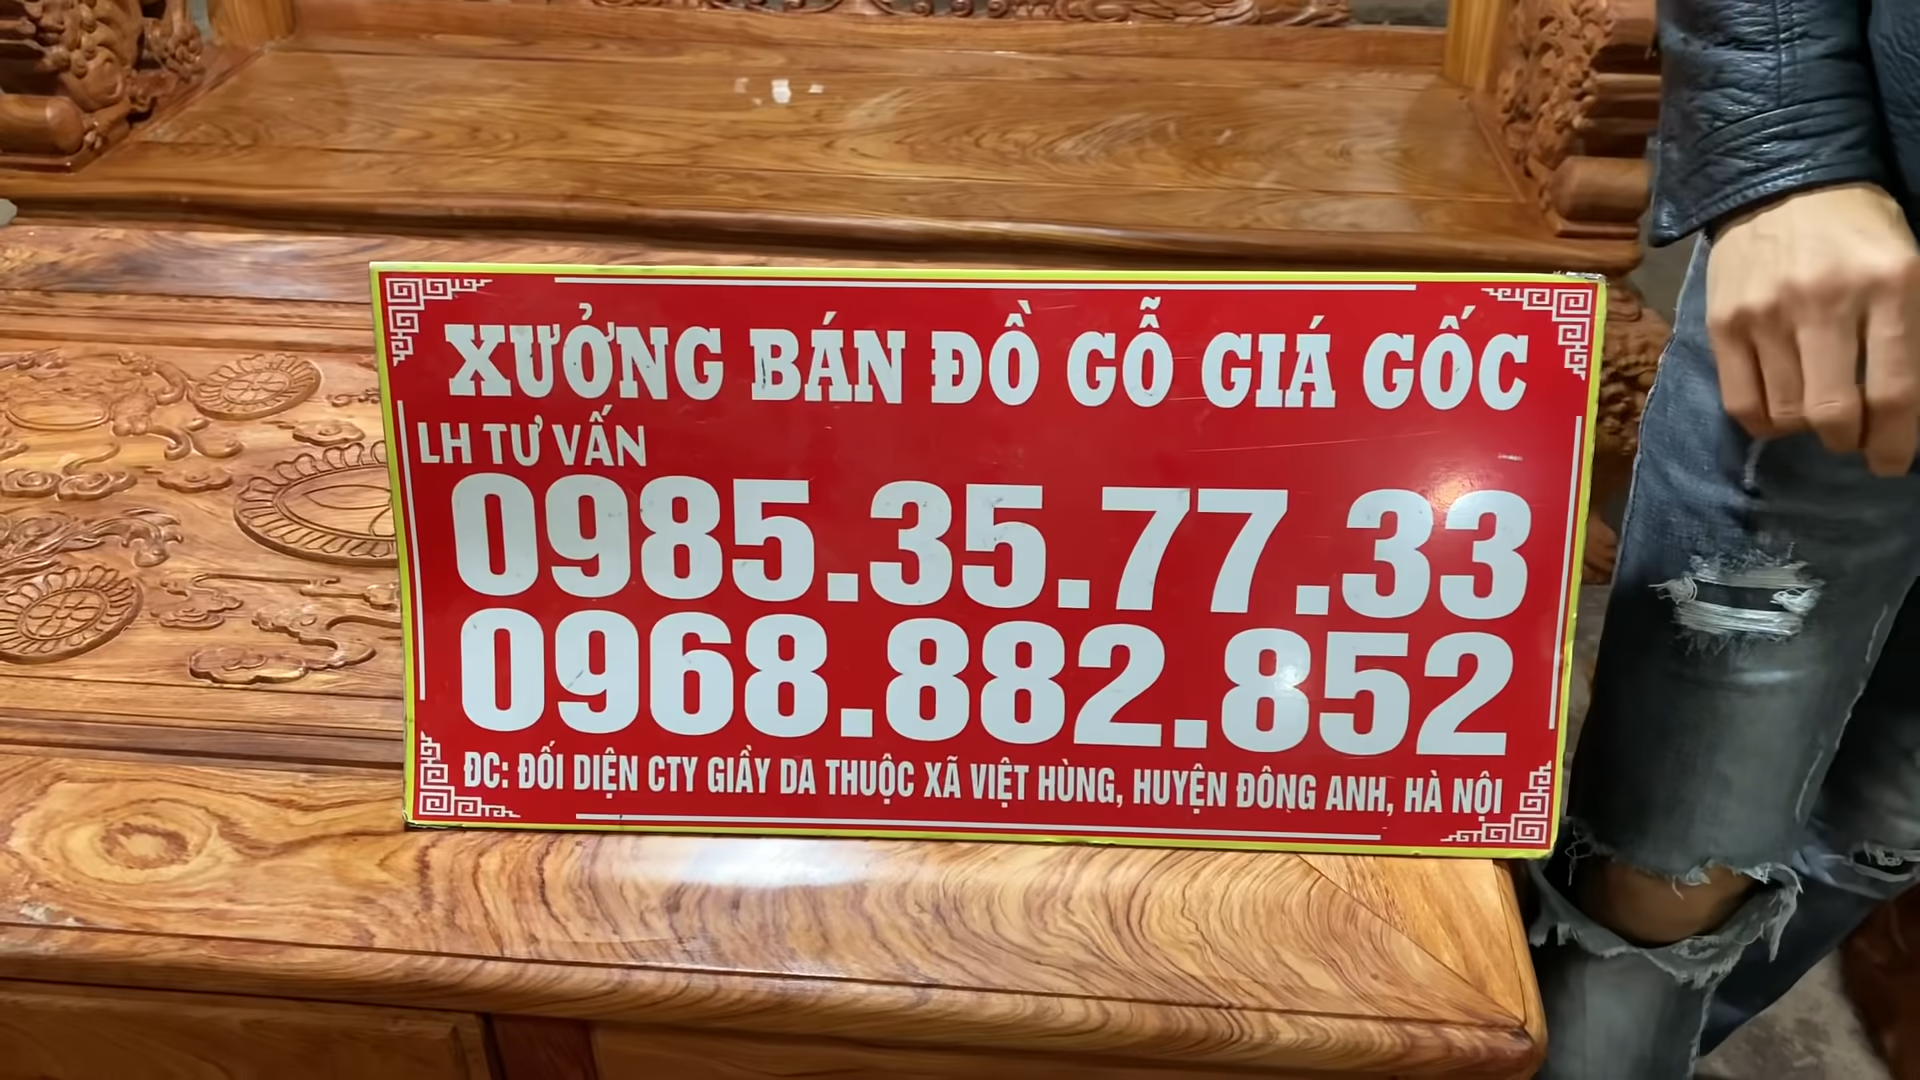 XƯỞNG BÁN ĐỒ GỖ GIÁ GỐC
LH TƯ VẤN
0985.35.77.33
0968.882.852
ĐC: ĐỐI DIỆN CTY GIẦY DA THUỘC XÃ VIỆT HÙNG, HUYỆN ĐÔNG ANH, HÀ NỘI